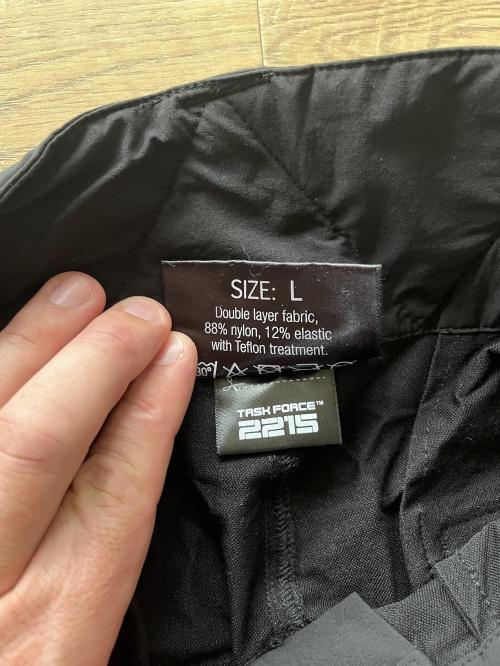 SIZE: L
Double layer fabric,
88% nylon, 12% elastic
with Teflon treatment.
30°
TASK FORCE™
2215